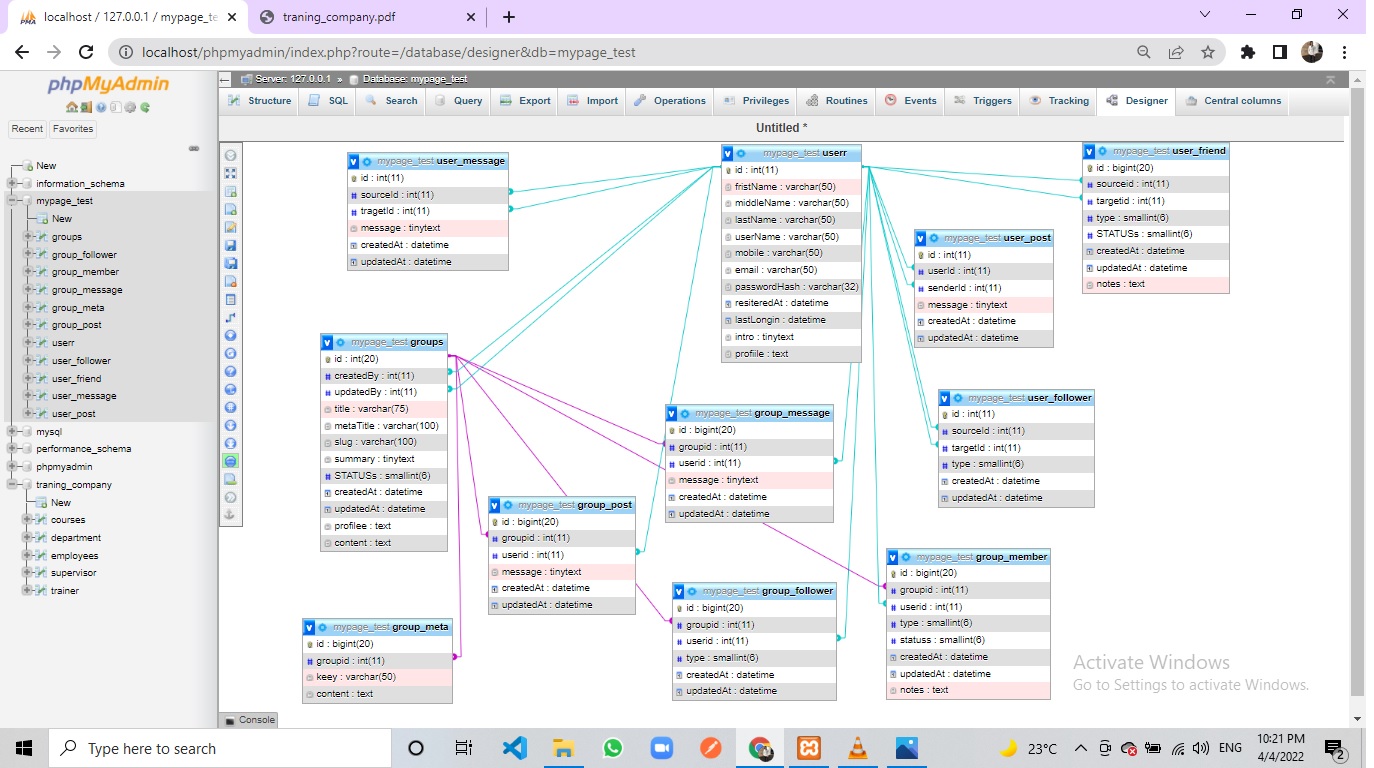 localhost / 127.0.0.1 / mypage_te
traning_company.pdf
localhost/phpmyadmin/index.php?route=/database/designer&db=mypage_test
phpMyAdmin
Recent
Favorites
New
information_schema
mypage_test
New
groups
group_follower
group_member
group_message
group_meta
group_post
userr
user_follower
user_friend
user_message
user_post
mysql
performance_schema
phpmyadmin
traning_company
New
courses
department
employees
supervisor
trainer
Server: 127.0.0.1 » Database: mypage_test
Structure SQL Search Query Export Import Operations Privileges Routines Events Triggers Tracking Designer Central columns
Untitled *
mypage_test user_message
id : int(11)
sourceId : int(11)
tragetId : int(11)
message : tinytext
createdAt : datetime
updatedAt : datetime
mypage_test userr
id : int(11)
fristName : varchar(50)
middleName : varchar(50)
lastName : varchar(50)
userName : varchar(50)
mobile : varchar(50)
email : varchar(50)
passwordHash : varchar(32)
resiteredAt : datetime
lastLongin : datetime
intro : tinytext
profiile : text
mypage_test user_friend
id : bigint(20)
sourceid : int(11)
targetid : int(11)
type : smallint(6)
STATUSs : smallint(6)
createdAt : datetime
updatedAt : datetime
notes : text
mypage_test user_post
id : int(11)
userId : int(11)
senderId : int(11)
message : tinytext
createdAt : datetime
updatedAt : datetime
mypage_test groups
id : int(20)
createdBy : int(11)
updatedBy : int(11)
title : varchar(75)
metaTitle : varchar(100)
slug : varchar(100)
summary : tinytext
STATUSs : smallint(6)
createdAt : datetime
updatedAt : datetime
profilee : text
content : text
mypage_test group_message
id : bigint(20)
groupid : int(11)
userid : int(11)
message : tinytext
createdAt : datetime
updatedAt : datetime
mypage_test user_follower
id : int(11)
sourceId : int(11)
targetId : int(11)
type : smallint(6)
createdAt : datetime
updatedAt : datetime
mypage_test group_post
id : bigint(20)
groupid : int(11)
userid : int(11)
message : tinytext
createdAt : datetime
updatedAt : datetime
mypage_test group_member
id : bigint(20)
groupid : int(11)
userid : int(11)
type : smallint(6)
statuss : smallint(6)
createdAt : datetime
updatedAt : datetime
notes : text
mypage_test group_follower
id : bigint(20)
groupid : int(11)
userid : int(11)
type : smallint(6)
createdAt : datetime
updatedAt : datetime
mypage_test group_meta
id : bigint(20)
groupid : int(11)
keey : varchar(50)
content : text
Activate Windows
Go to Settings to activate Windows.
Console
Type here to search
23°C
ENG
10:21 PM
4/4/2022
2